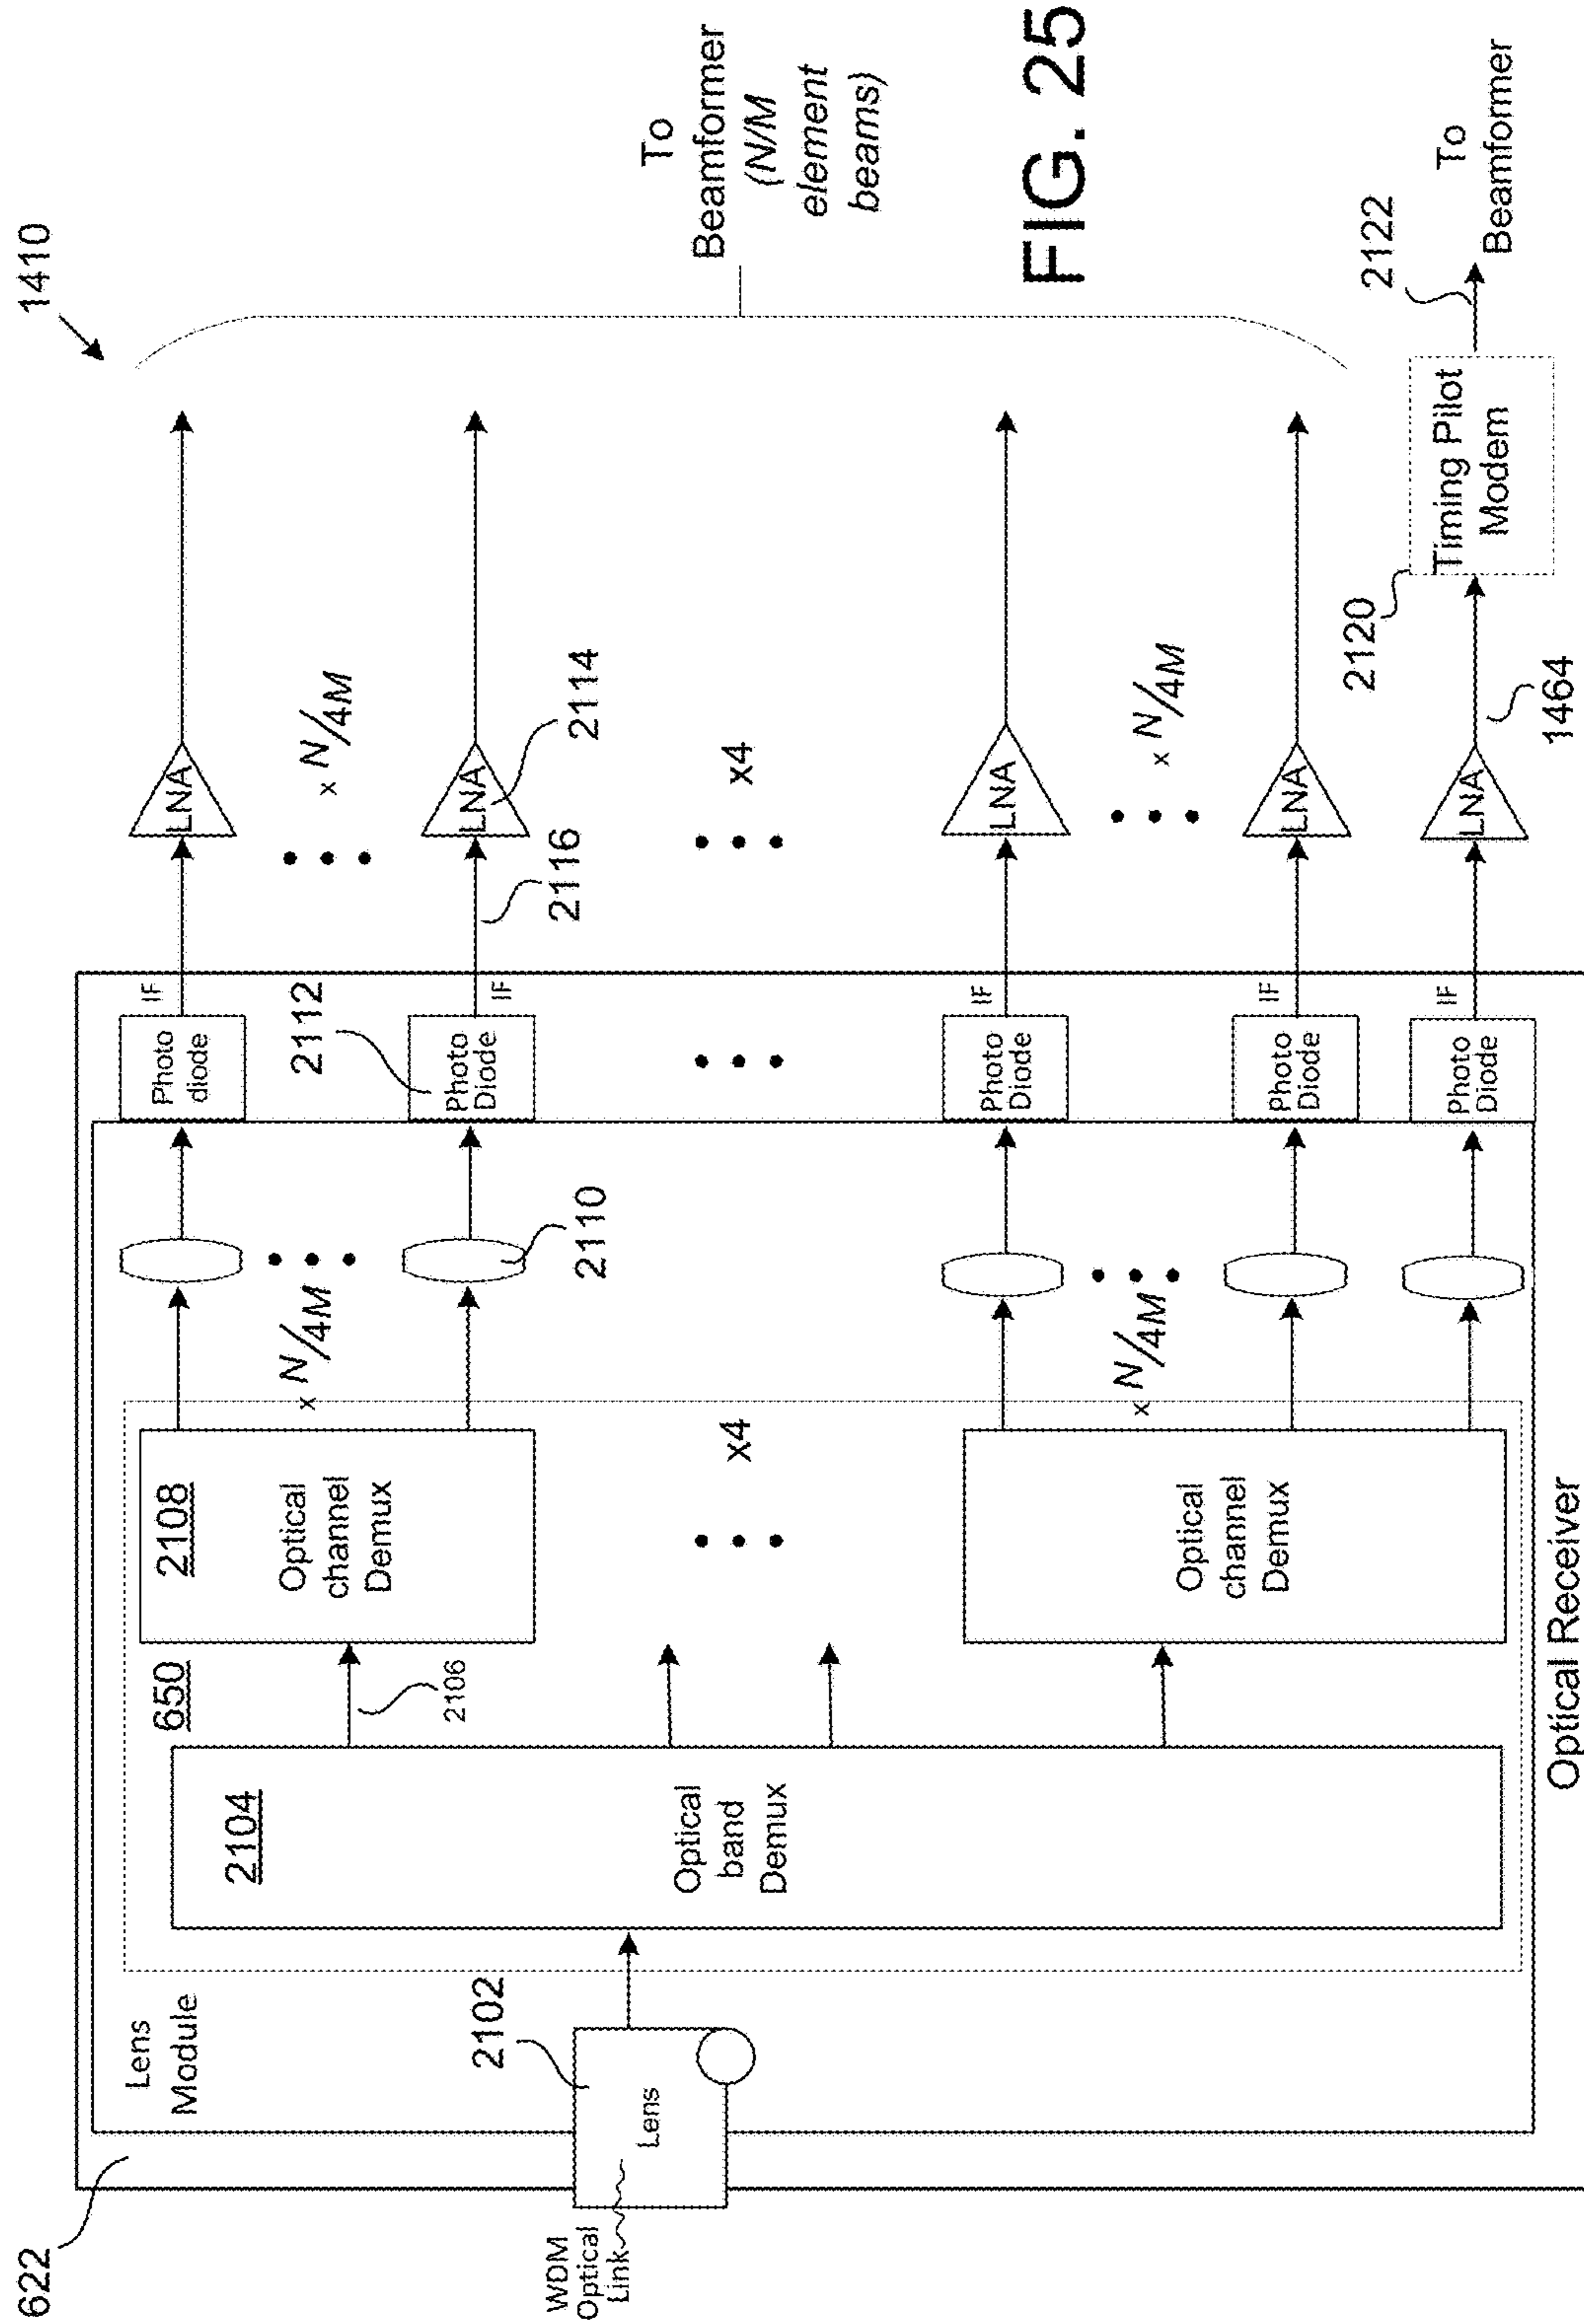 622
WDM
Optical
Link
Lens
2102
Lens
Module
2104
Optical
band
Demux
650
2106
2108
Optical
channel
Demux
x4
Optical
channel
Demux
x N/4M
x N/4M
2110
Photo
diode
2112
Photo
Diode
Photo
Diode
Photo
Diode
Photo
Diode
IF
IF
IF
IF
IF
2116
LNA
LNA
2114
x N/4M
x4
LNA
x N/4M
LNA
LNA
1464
2120
Timing Pilot
Modem
2122
To
Beamformer
1410
To
Beamformer
(N/M
element
beams)
Optical Receiver
FIG. 25